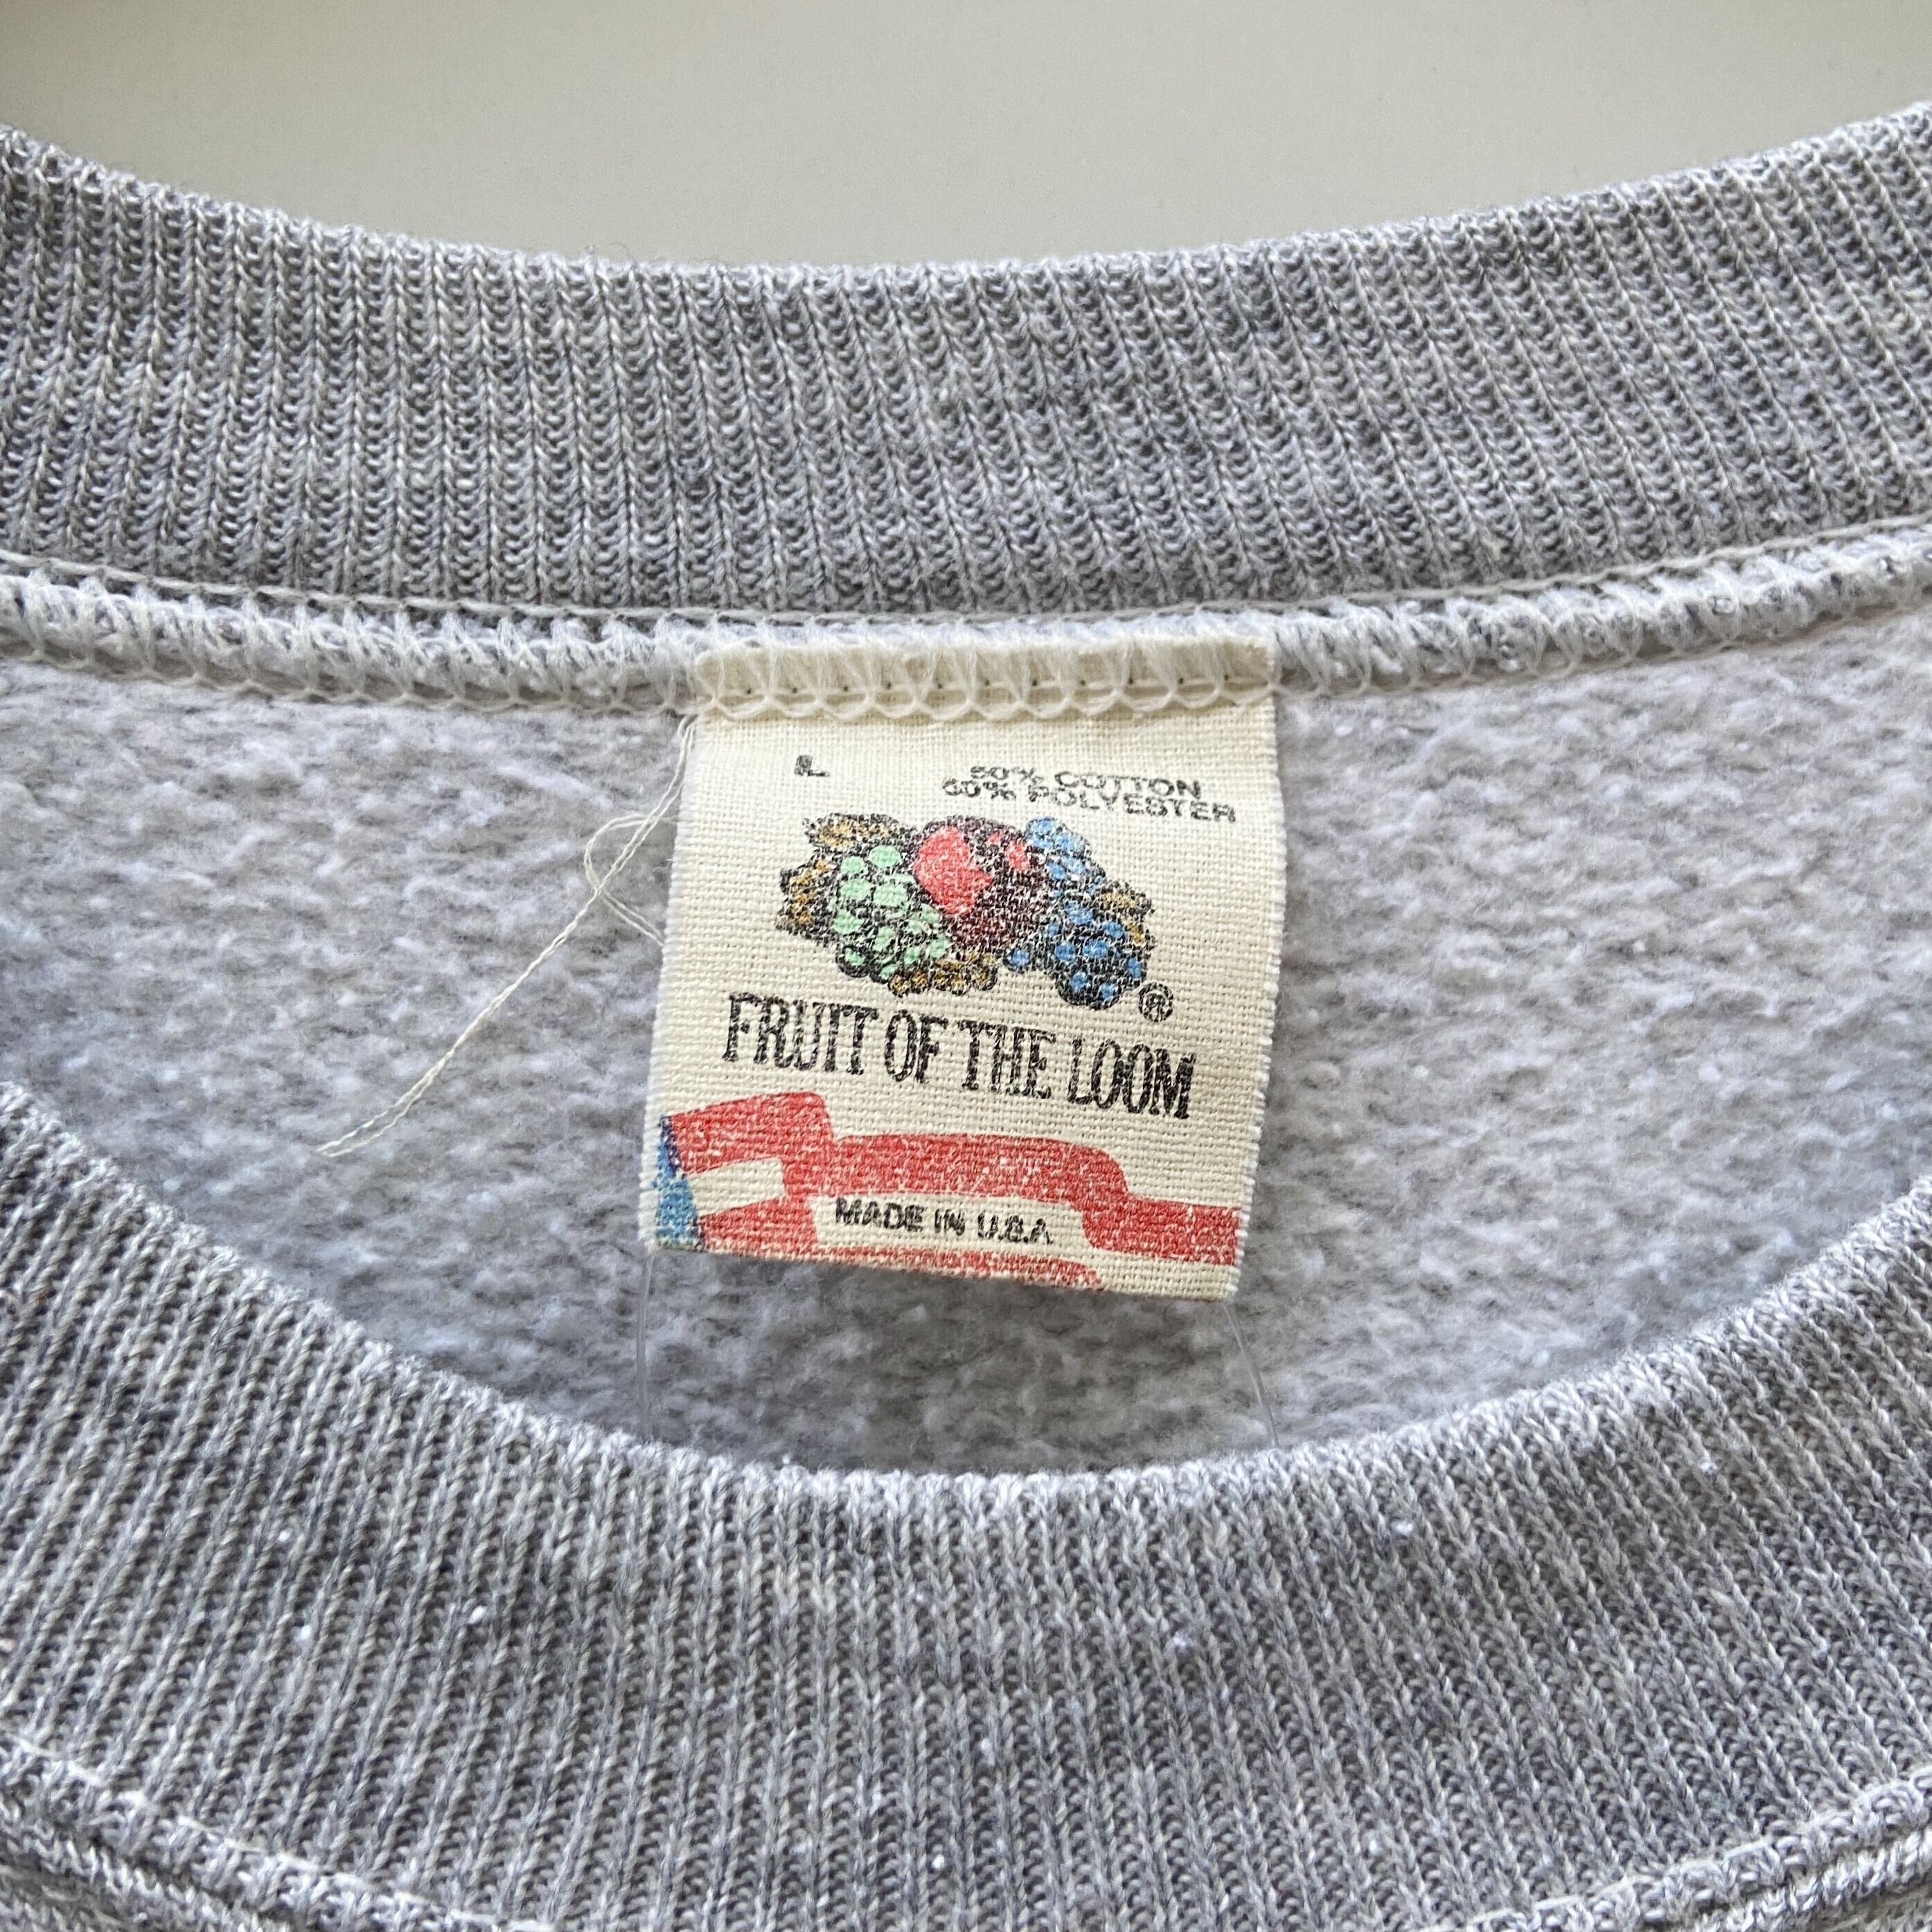 L
50% COTTON
50% POLYESTER
®
FRUIT OF THE LOOM
MADE IN U.S.A